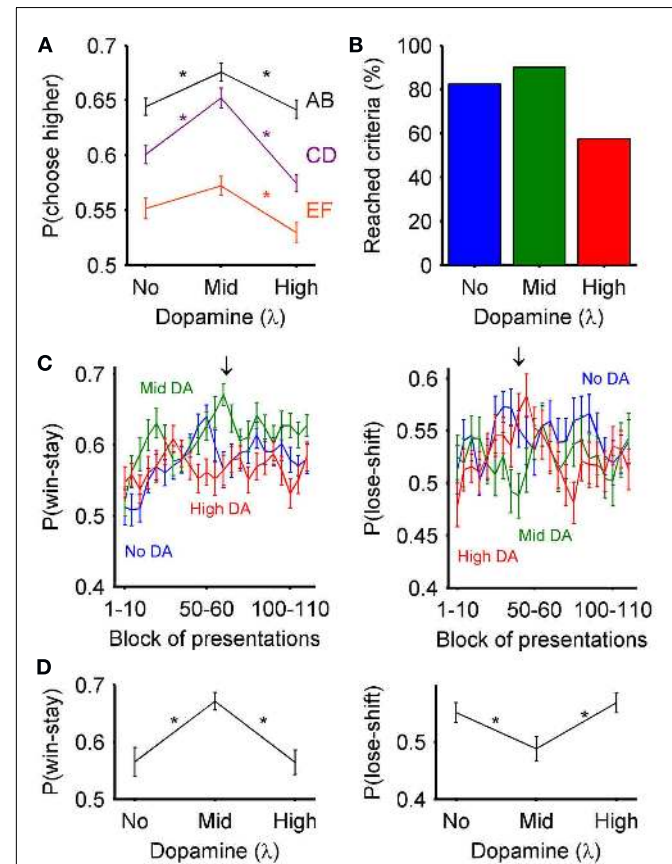 A
0.7
0.65
0.6
0.55
0.5
P(choose higher)
* *
* *
*
AB
CD
EF
No Mid High
Dopamine (λ)
B
100
80
60
40
20
0
Reached criteria (%)
No Mid High
Dopamine (λ)
C
0.7
0.6
0.5
0.4
P(win-stay)
Mid DA
↓
High DA
No DA
1-10 50-60 100-110
Block of presentations
0.6
0.55
0.5
0.45
0.4
P(lose-shift)
↓
No DA
Mid DA
High DA
1-10 50-60 100-110
Block of presentations
D
0.7
0.6
0.5
P(win-stay)
* *
No Mid High
Dopamine (λ)
0.5
0.4
P(lose-shift)
* *
No Mid High
Dopamine (λ)